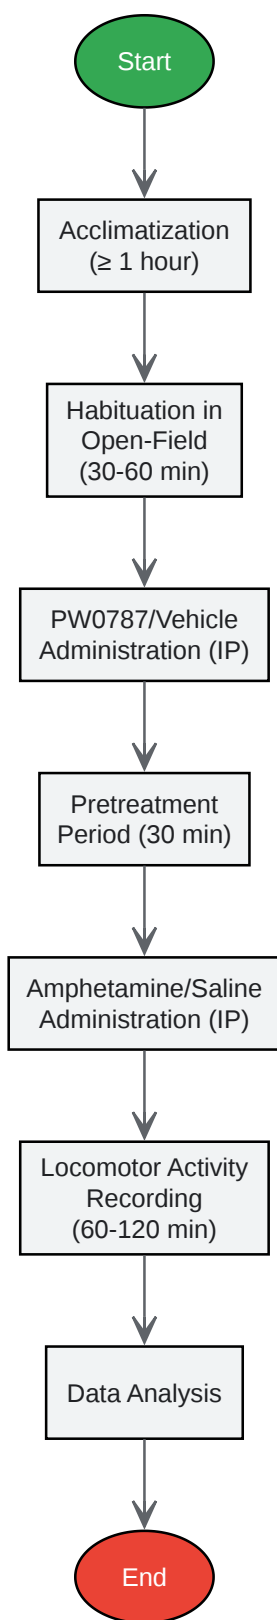 Start
Acclimatization
(≥ 1 hour)
Habituation in
Open-Field
(30-60 min)
PW0787/Vehicle
Administration (IP)
Pretreatment
Period (30 min)
Amphetamine/Saline
Administration (IP)
Locomotor Activity
Recording
(60-120 min)
Data Analysis
End